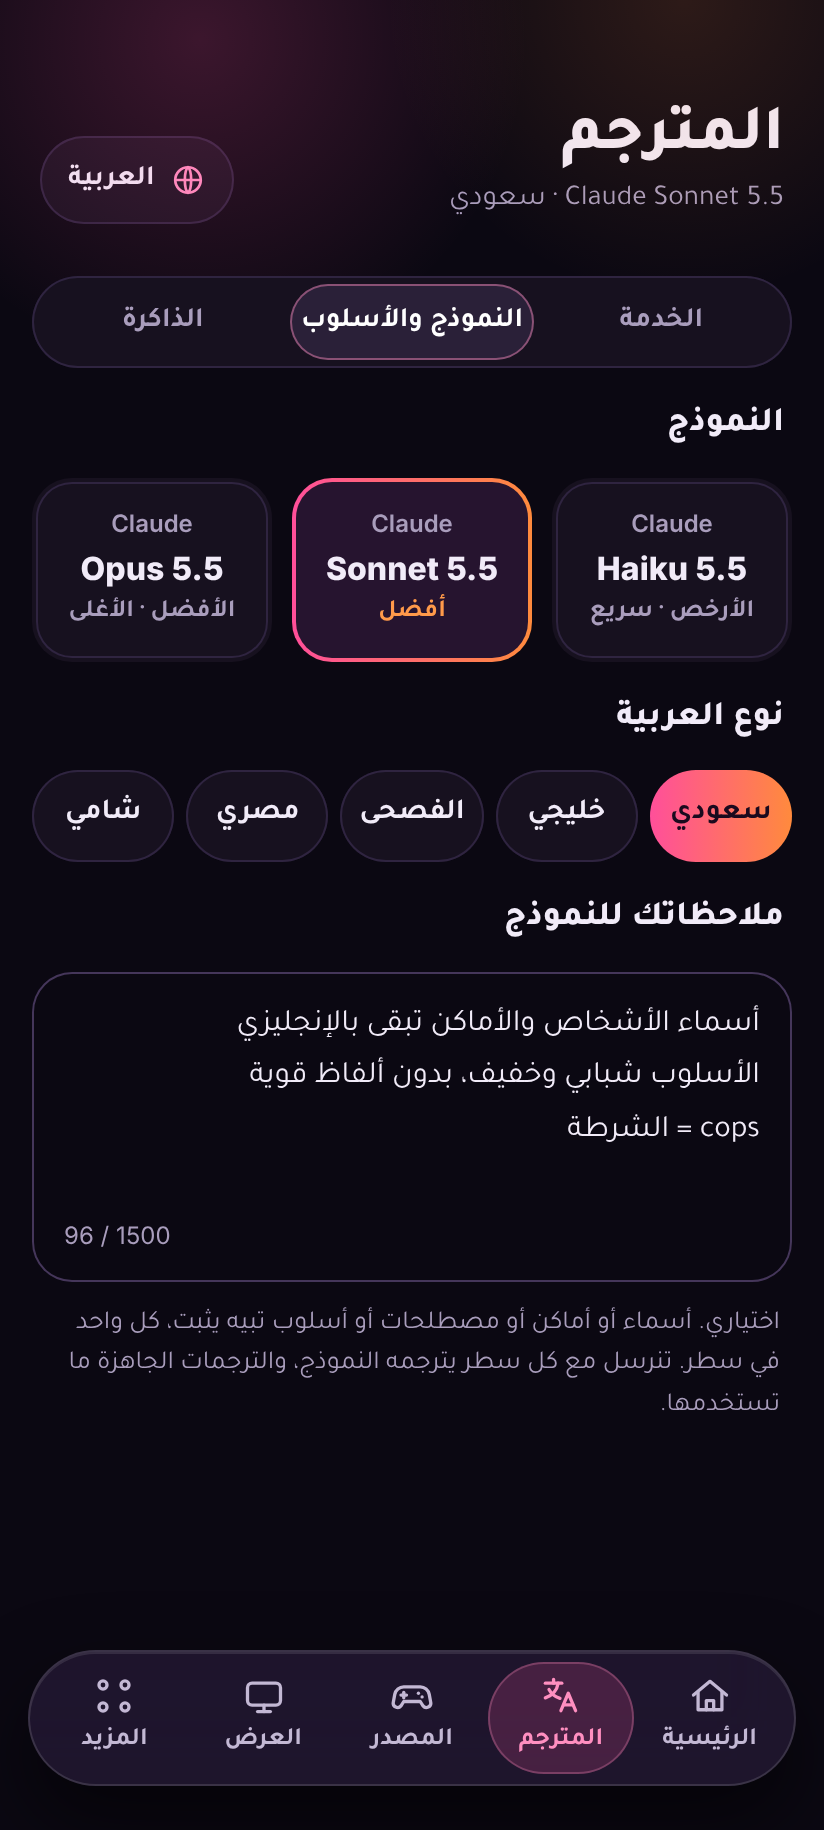 المترجم
Claude Sonnet 5.5 · سعودي
العربية
الخدمة
النموذج والأسلوب
الذاكرة
النموذج
Claude
Haiku 5.5
الأرخص · سريع
Claude
Sonnet 5.5
أفضل
Claude
Opus 5.5
الأفضل · الأغلى
نوع العربية
سعودي
خليجي
الفصحى
مصري
شامي
ملاحظاتك للنموذج
أسماء الأشخاص والأماكن تبقى بالإنجليزي
الأسلوب شبابي وخفيف، بدون ألفاظ قوية
cops = الشرطة
96 / 1500
اختياري. أسماء أو أماكن أو مصطلحات أو أسلوب تبيه يثبت، كل واحد
في سطر. تنرسل مع كل سطر يترجمه النموذج، والترجمات الجاهزة ما
تستخدمها.
الرئيسية
المترجم
المصدر
العرض
المزيد